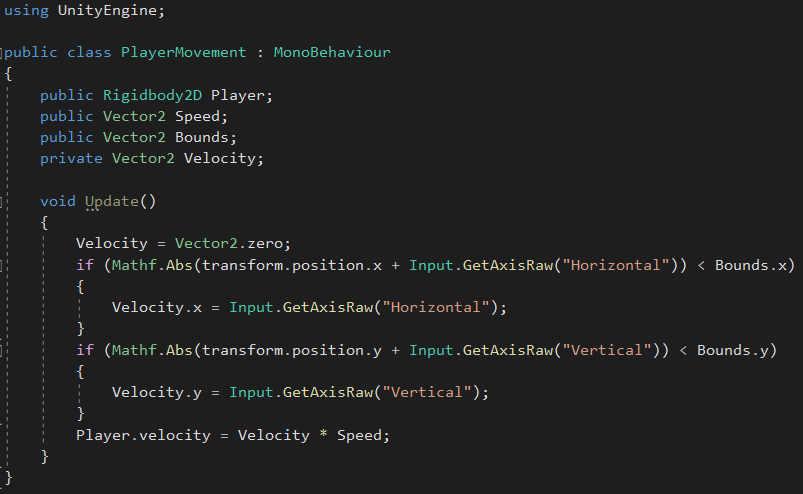 using UnityEngine;
public class PlayerMovement : MonoBehaviour
{
public Rigidbody2D Player;
public Vector2 Speed;
public Vector2 Bounds;
private Vector2 Velocity;
void Update()
{
Velocity = Vector2.zero;
if (Mathf.Abs(transform.position.x + Input.GetAxisRaw("Horizontal")) < Bounds.x)
{
Velocity.x = Input.GetAxisRaw("Horizontal");
}
if (Mathf.Abs(transform.position.y + Input.GetAxisRaw("Vertical")) < Bounds.y)
{
Velocity.y = Input.GetAxisRaw("Vertical");
}
Player.velocity = Velocity * Speed;
}
}